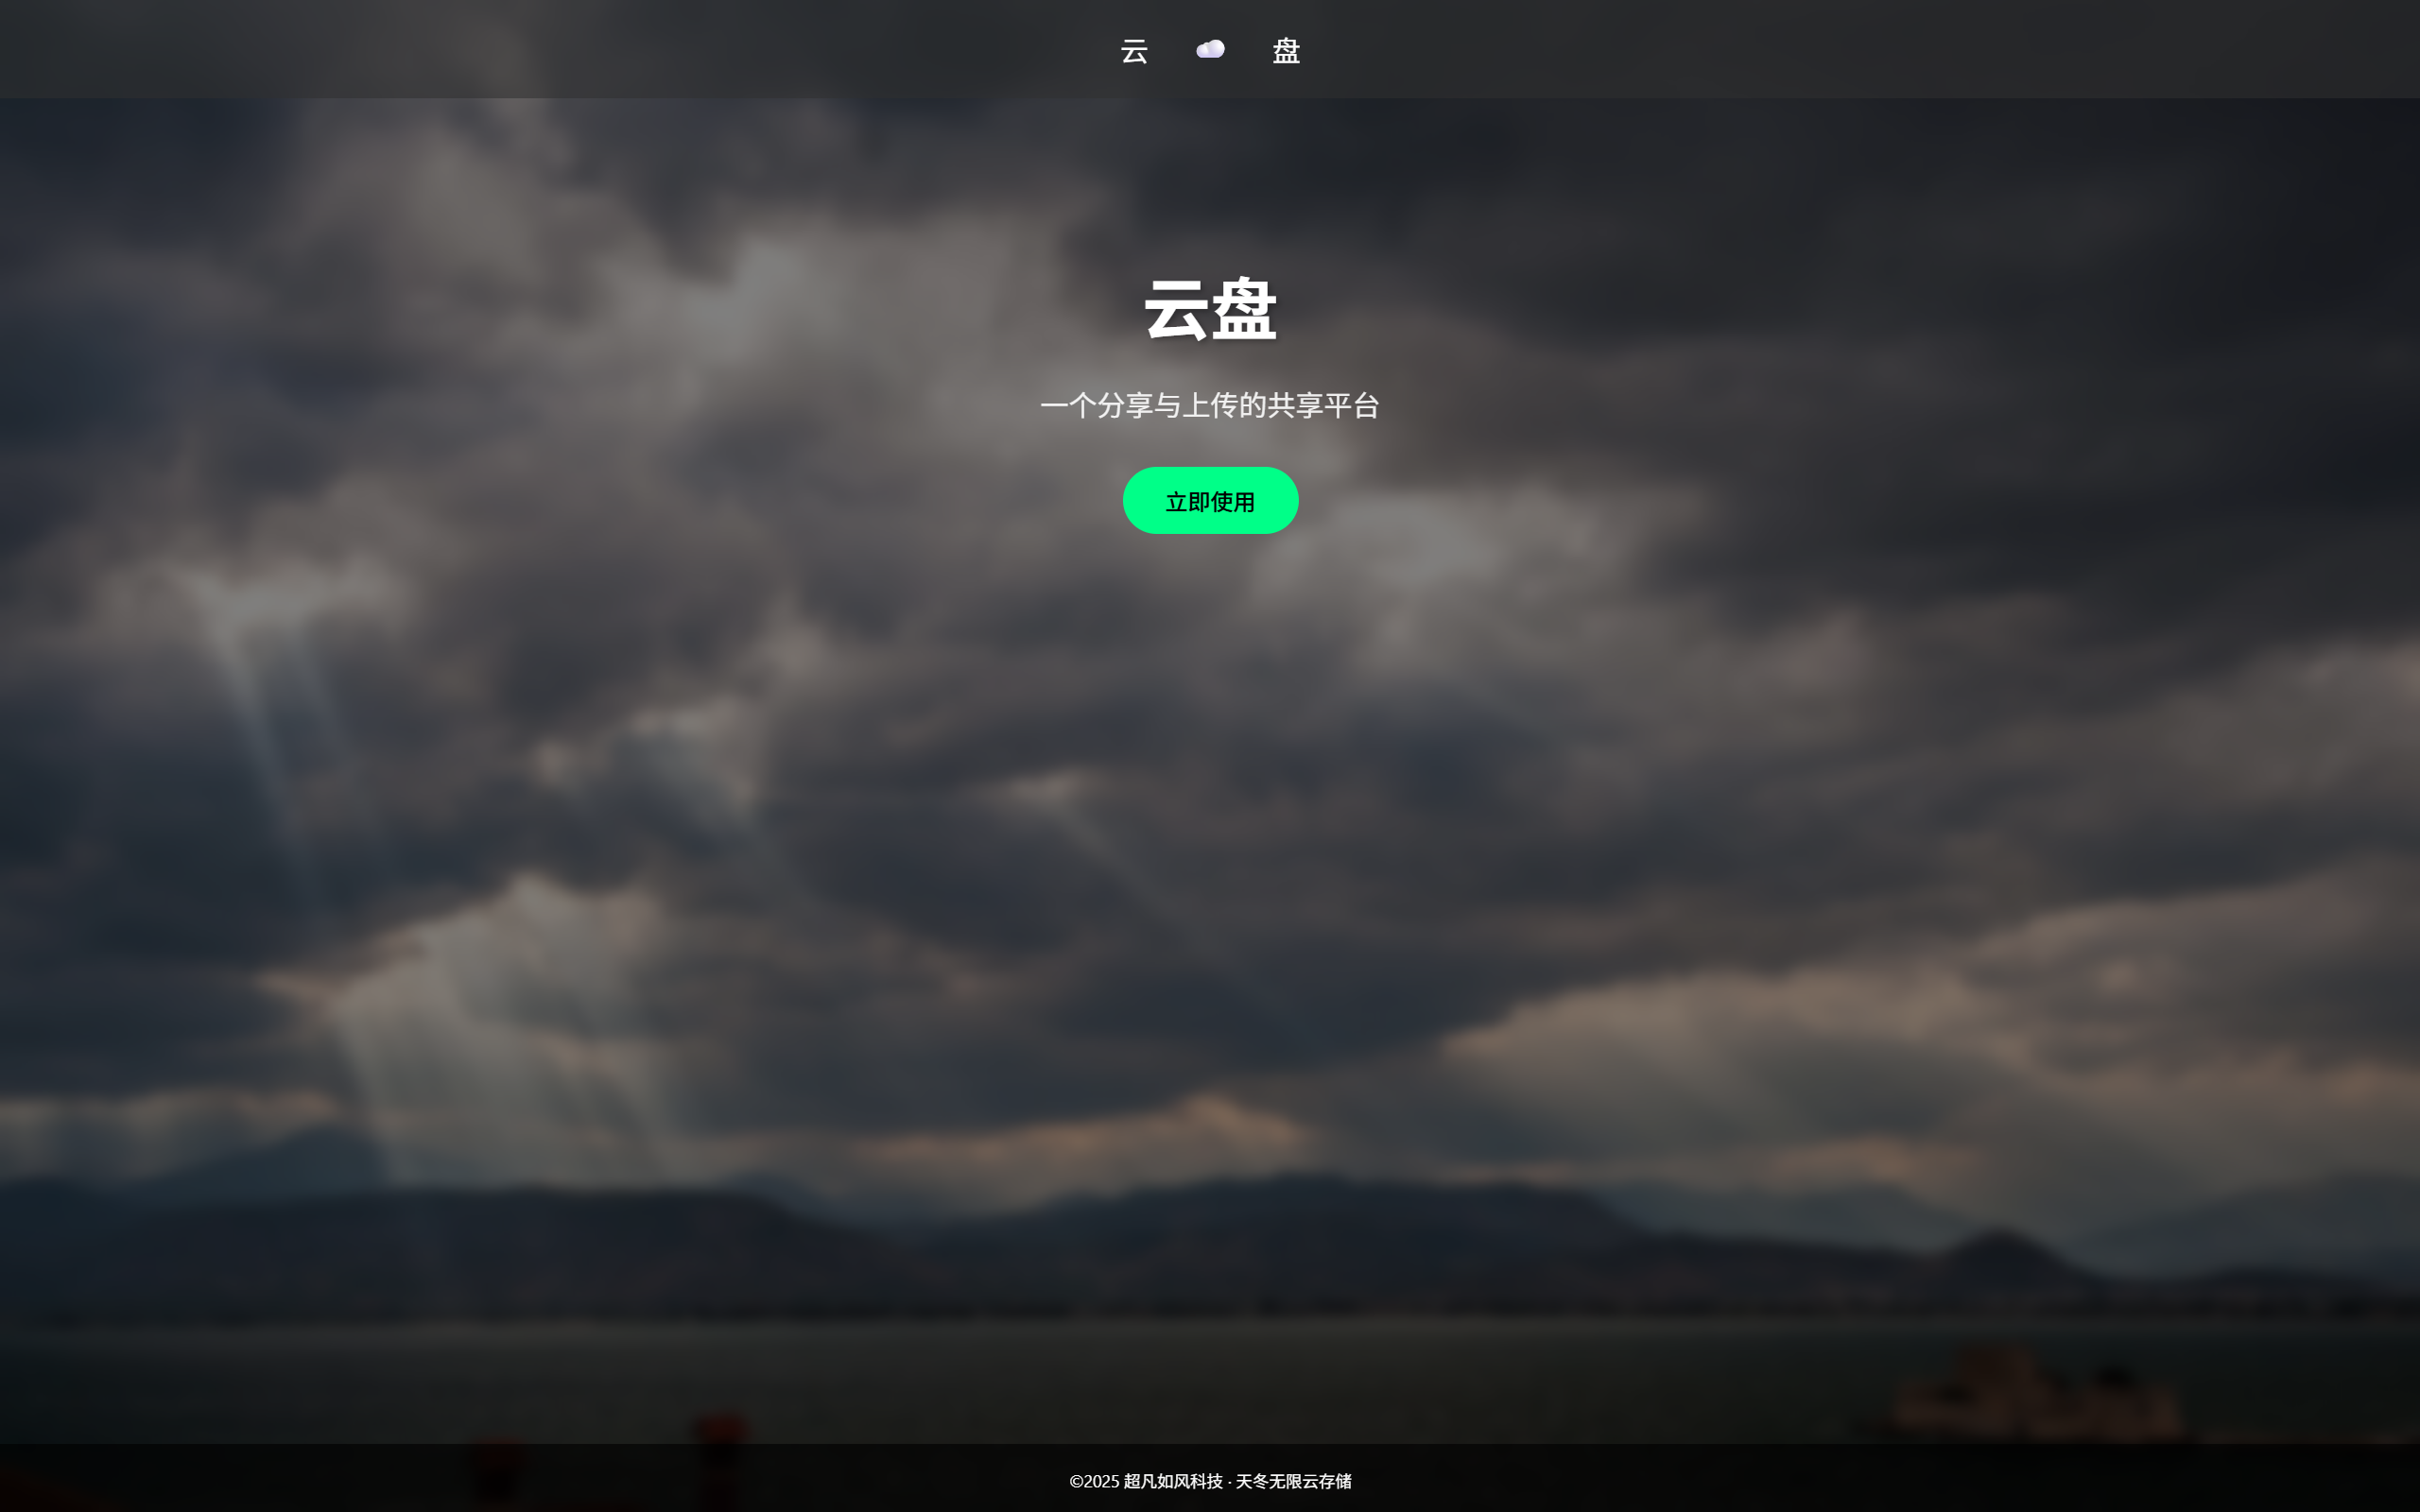 云 ☁ 盘
云盘
一个分享与上传的共享平台
立即使用
©2025 超凡如风科技 · 天冬无限云存储